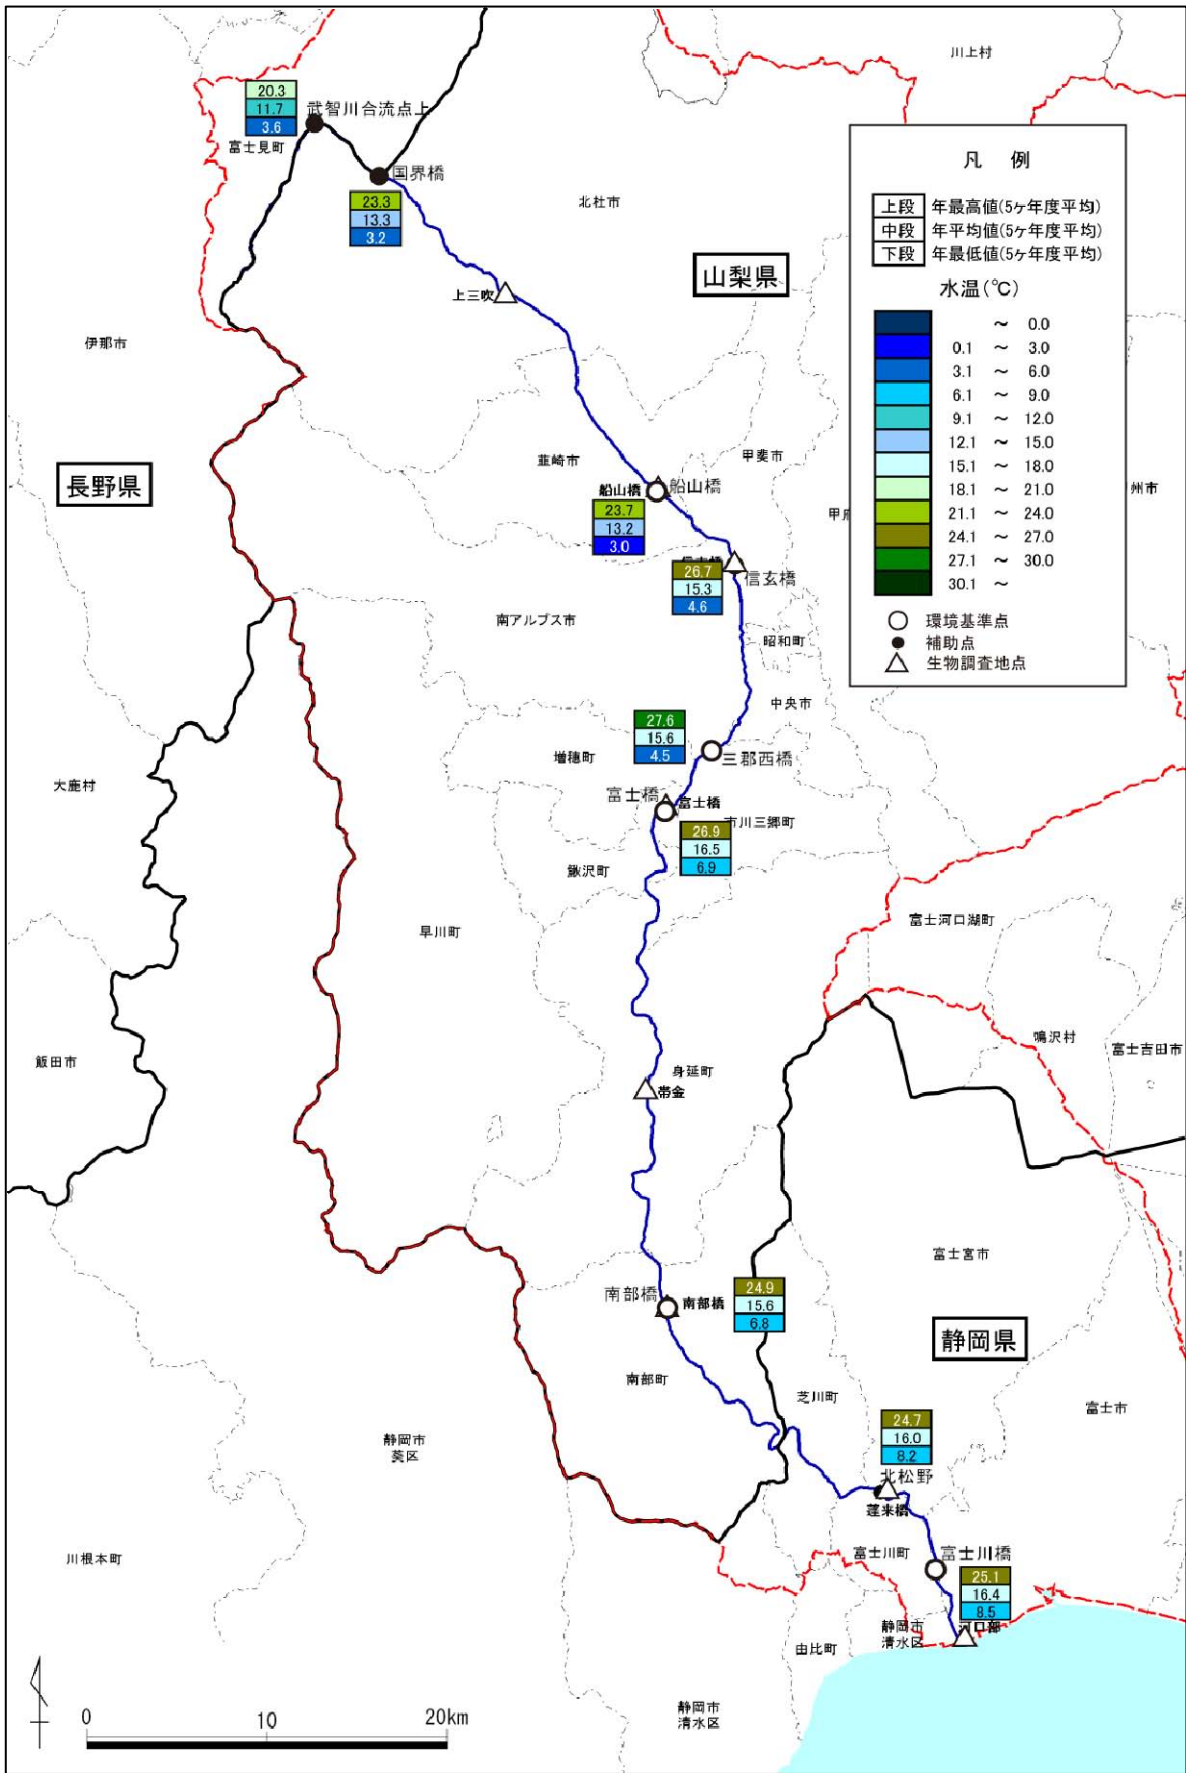 川上村
20.3
11.7
3.6
武智川合流点上
富士見町
国界橋
23.3
13.3
3.2
北杜市
山梨県
上三吹
伊那市
凡 例
上段 年最高値(5ヶ年度平均)
中段 年平均値(5ヶ年度平均)
下段 年最低値(5ヶ年度平均)
水温(℃)
～ 0.0
0.1 ～ 3.0
3.1 ～ 6.0
6.1 ～ 9.0
9.1 ～ 12.0
12.1 ～ 15.0
15.1 ～ 18.0
18.1 ～ 21.0
21.1 ～ 24.0
24.1 ～ 27.0
27.1 ～ 30.0
30.1 ～
環境基準点
補助点
生物調査地点
長野県
韮崎市
甲斐市
州市
船山橋
船山橋
23.7
13.2
3.0
信玄橋
26.7
15.3
4.6
南アルプス市
昭和町
中央市
27.6
15.6
4.5
三郡西橋
増穂町
大鹿村
富士橋
富士橋
市川三郷町
26.9
16.5
6.9
鰍沢町
早川町
富士河口湖町
鳴沢村
富士吉田市
飯田市
身延町
帯金
富士宮市
24.9
15.6
6.8
南部橋
南部橋
静岡県
南部町
芝川町
富士市
静岡市
葵区
24.7
16.0
8.2
北松野
蓬来橋
川根本町
富士川町
富士川橋
25.1
16.4
8.5
静岡市
清水区
河口部
由比町
静岡市
清水区
0 10 20km